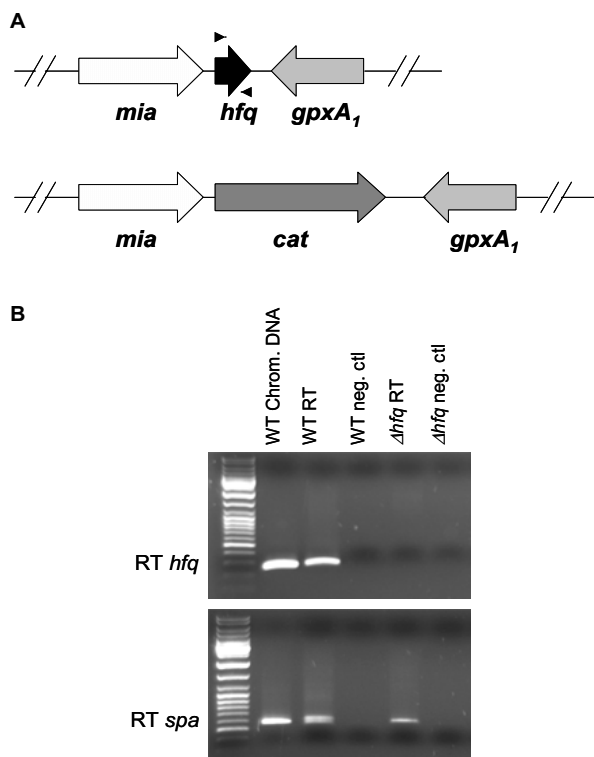 A
mia hfq gpxA1
mia cat gpxA1
B
WT Chrom. DNA
WT RT
WT neg. ctl
Δhfq RT
Δhfq neg. ctl
RT hfq
RT spa